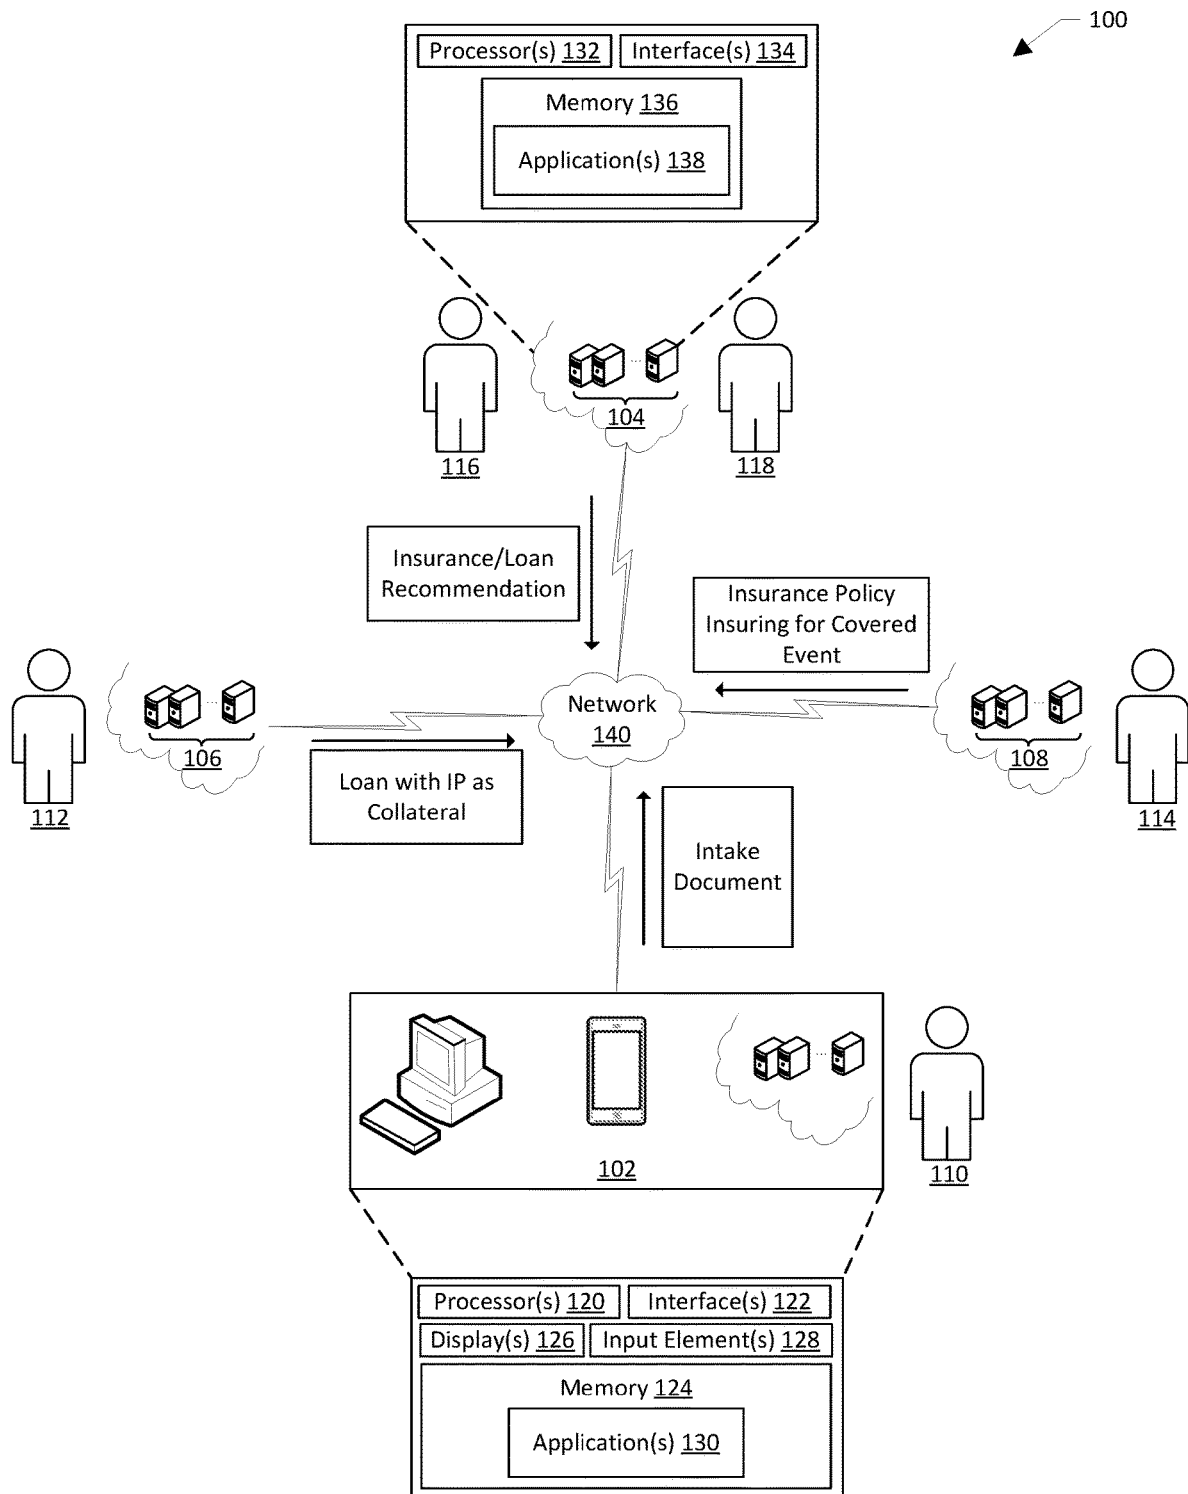 100
Processor(s) 132
Interface(s) 134
Memory 136
Application(s) 138
104
116
118
Insurance/Loan
Recommendation
Insurance Policy
Insuring for Covered
Event
Network
140
106
108
112
114
Loan with IP as
Collateral
Intake
Document
102
110
Processor(s) 120
Interface(s) 122
Display(s) 126
Input Element(s) 128
Memory 124
Application(s) 130